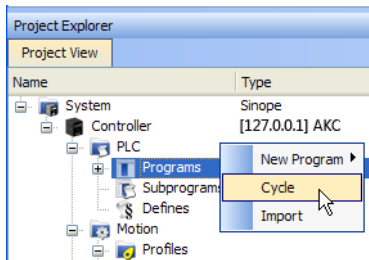 Project Explorer
Project View
Name Type
System Sinope
Controller [127.0.0.1] AKC
PLC
Programs New Program
Subprograms Cycle
Defines Import
Motion
Profiles